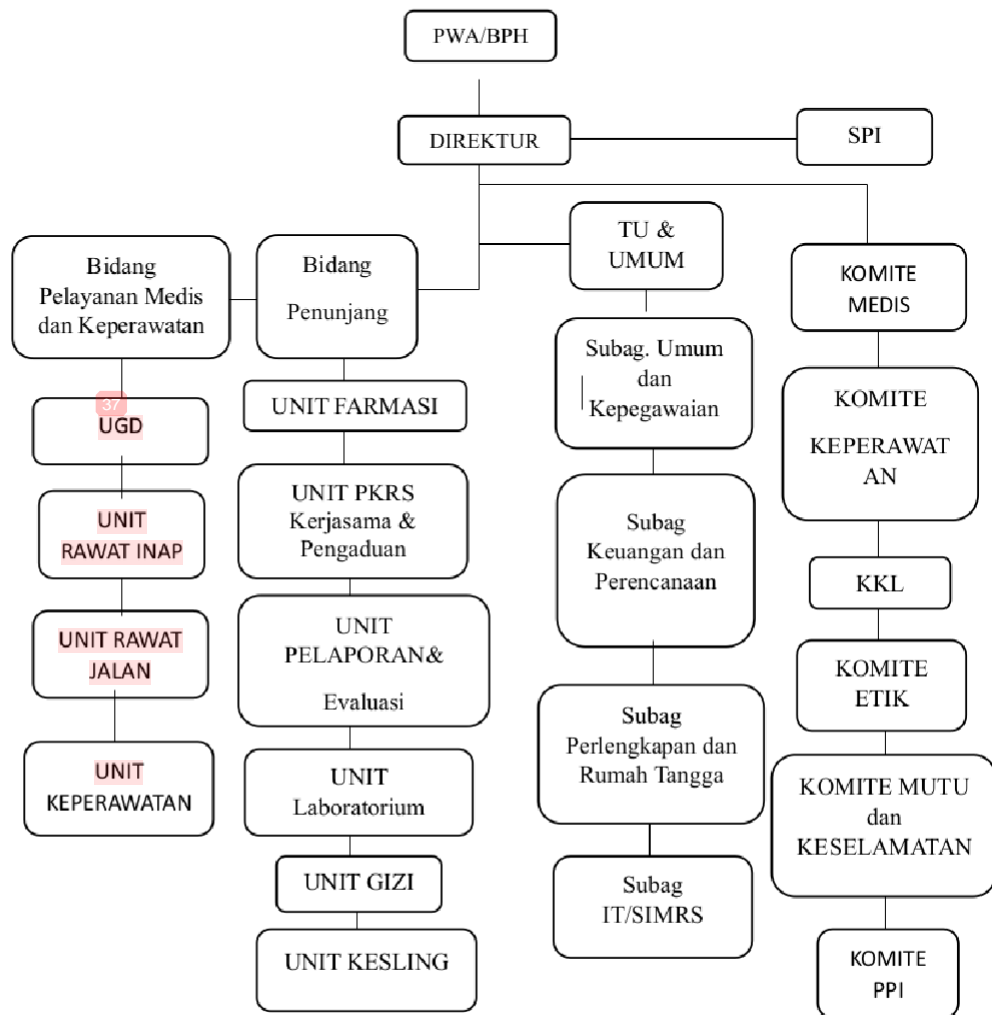 PWA/BPH
DIREKTUR
SPI
TU &
UMUM
Bidang
Pelayanan Medis
dan Keperawatan
Bidang
Penunjang
KOMITE
MEDIS
37
UGD
UNIT
RAWAT INAP
UNIT RAWAT
JALAN
UNIT
KEPERAWATAN
UNIT FARMASI
UNIT PKRS
Kerjasama &
Pengaduan
UNIT
PELAPORAN&
Evaluasi
UNIT
Laboratorium
UNIT GIZI
UNIT KESLING
Subag. Umum
dan
Kepegawaian
Subag
Keuangan dan
Perencanaan
Subag
Perlengkapan dan
Rumah Tangga
Subag
IT/SIMRS
KOMITE
KEPERAWAT
AN
KKL
KOMITE
ETIK
KOMITE MUTU
dan
KESELAMATAN
KOMITE
PPI